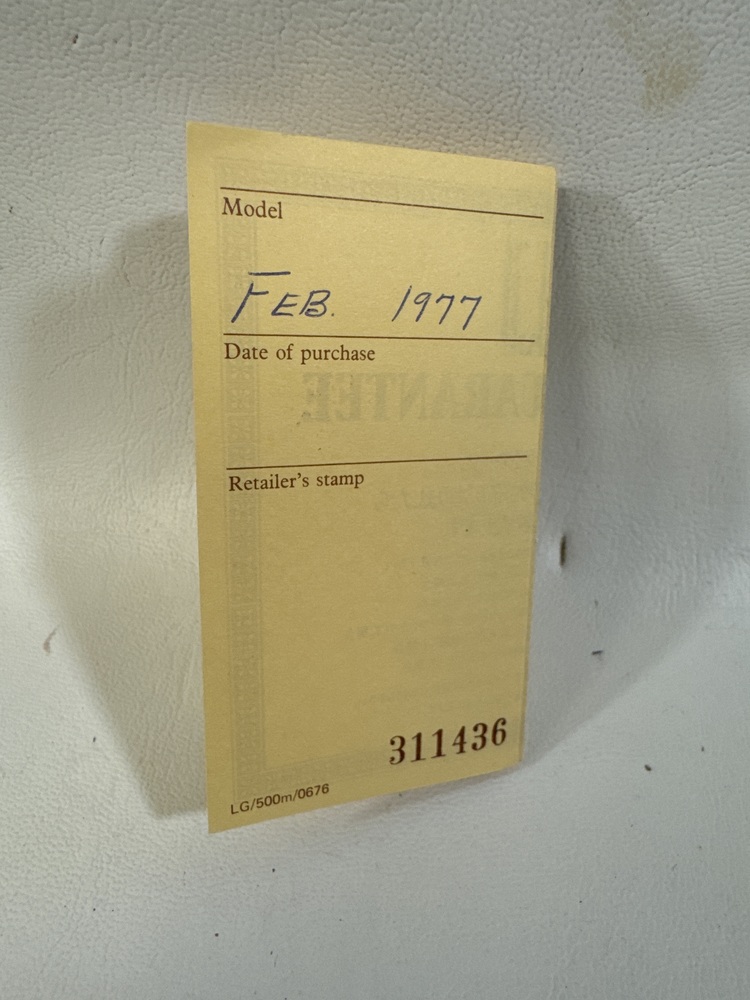 Model
FEB. 1977
Date of purchase
Retailer's stamp
311436
LG/500m/0676